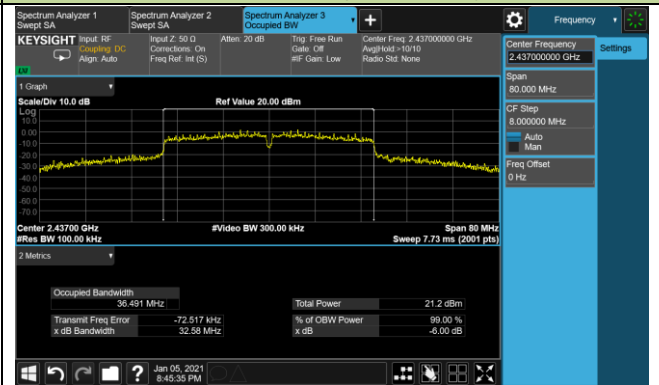 Spectrum Analyzer 1
Swept SA
Spectrum Analyzer 2
Swept SA
Spectrum Analyzer 3
Occupied BW
Frequency
KEYSIGHT
Input: RF
Coupling: DC
Align: Auto
Input Z: 50 Ω
Corrections: On
Freq Ref: Int (S)
Atten: 20 dB
Trig: Free Run
Gate: Off
#IF Gain: Low
Center Freq: 2.437000000 GHz
Avg|Hold:>10/10
Radio Std: None
Center Frequency
2.437000000 GHz
Settings
Span
80.000 MHz
CF Step
8.000000 MHz
Auto
Man
Freq Offset
0 Hz
1 Graph
Scale/Div 10.0 dB
Ref Value 20.00 dBm
Log
10.0
0.00
-10.0
-20.0
-30.0
-40.0
-50.0
-60.0
-70.0
Center 2.43700 GHz
#Video BW 300.00 kHz
Span 80 MHz
#Res BW 100.00 kHz
Sweep 7.73 ms (2001 pts)
2 Metrics
Occupied Bandwidth
36.491 MHz
Total Power
21.2 dBm
Transmit Freq Error
-72.517 kHz
% of OBW Power
99.00 %
x dB Bandwidth
32.58 MHz
x dB
-6.00 dB
Jan 05, 2021
8:45:35 PM